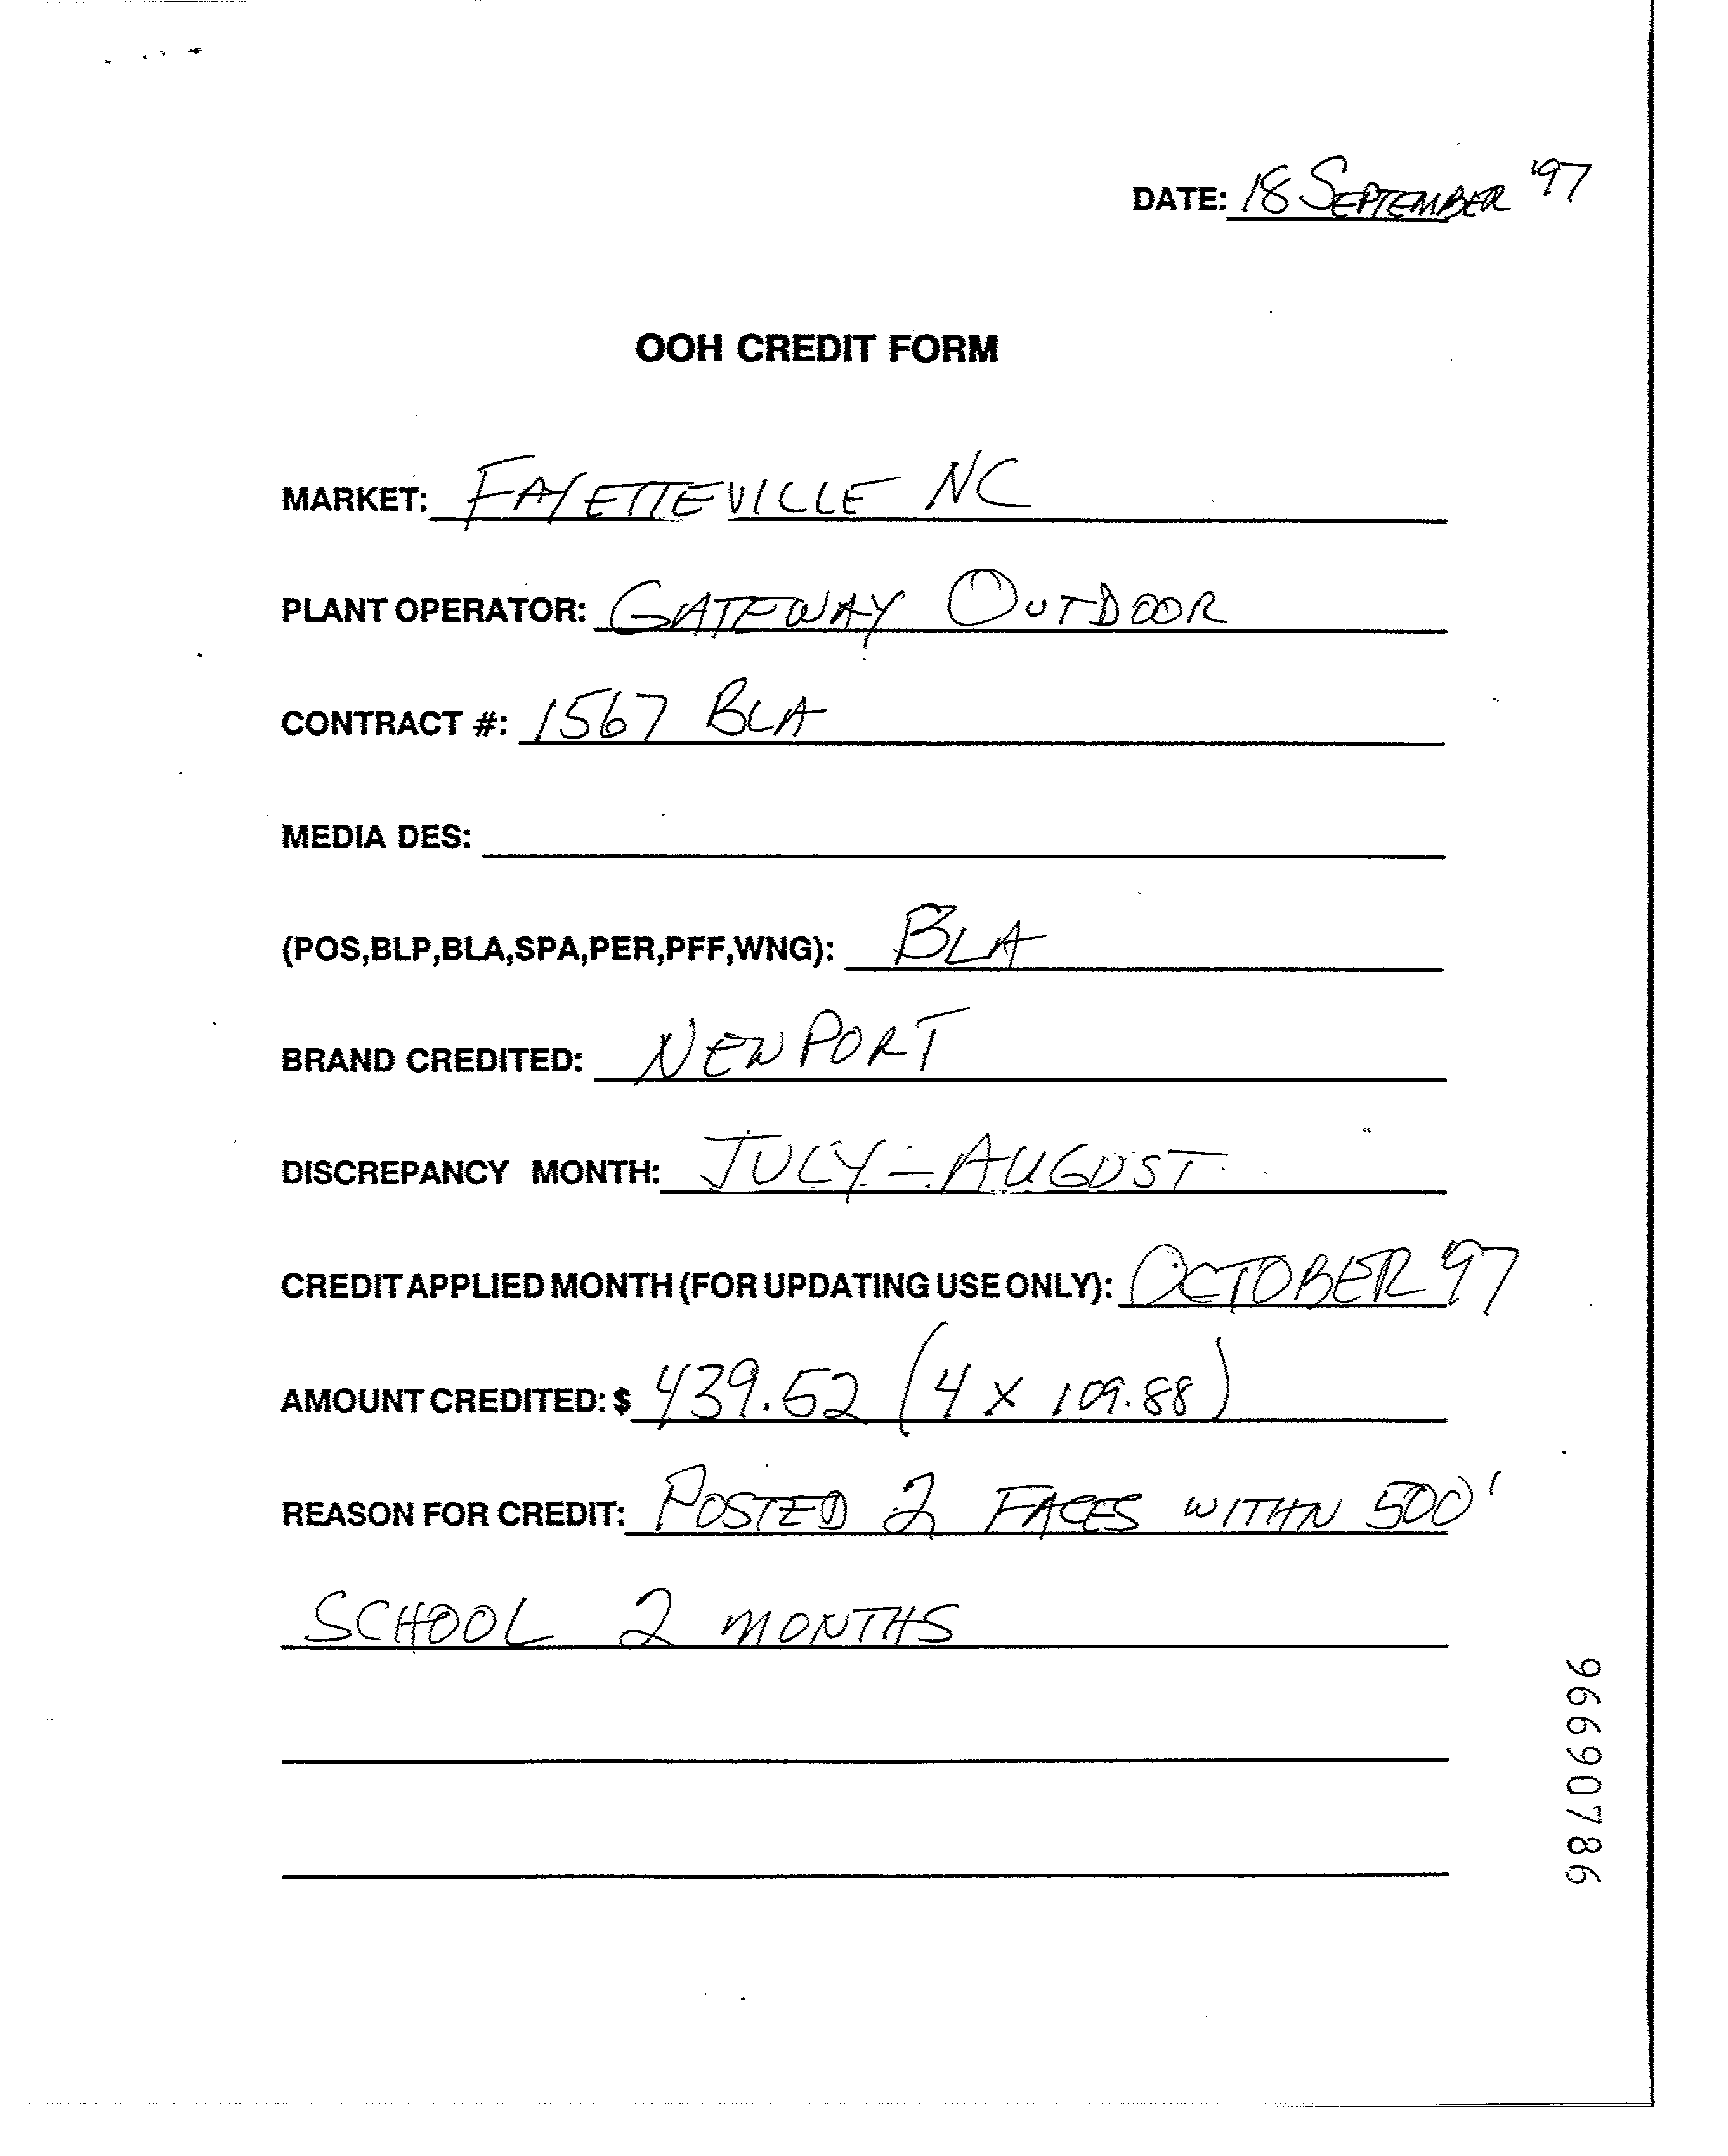 DATE: 18 SEPTEMBER '97
OOH CREDIT FORM
MARKET: FAYETTEVILLE NC
PLANT OPERATOR: GATEWAY OUTDOOR
CONTRACT #: 1567 BLA
MEDIA DES:
(POS,BLP,BLA,SPA,PER,PFF,WNG): BLA
BRAND CREDITED: NEWPORT
DISCREPANCY MONTH: JULY - AUGUST
CREDIT APPLIED MONTH (FOR UPDATING USE ONLY): OCTOBER '97
AMOUNT CREDITED: $ 439.52 (4 x 109.88)
REASON FOR CREDIT: POSTED 2 FACES WITHIN 500'
SCHOOL 2 MONTHS
96690786